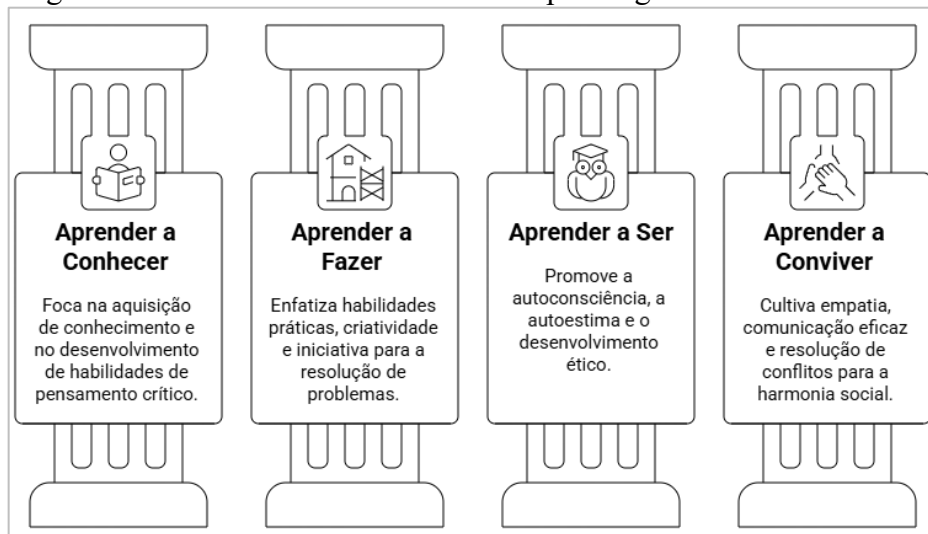 Aprender a
Conhecer
Foca na aquisição
de conhecimento e
no desenvolvimento
de habilidades de
pensamento crítico.
Aprender a
Fazer
Enfatiza habilidades
práticas, criatividade
e iniciativa para a
resolução de
problemas.
Aprender a Ser
Promove a
autoconsciência, a
autoestima e o
desenvolvimento
ético.
Aprender a
Conviver
Cultiva empatia,
comunicação eficaz
e resolução de
conflitos para a
harmonia social.